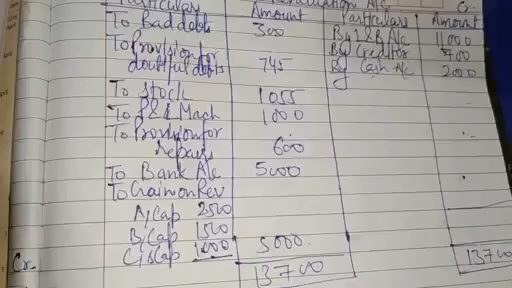 Particulars Amount Particulars Amount
Cr.
To Bad debts 300 By L&B A/c 11000
To Provision for By Creditor 700
doubtful debts 745 By Cash A/c 2000
To Stock 1055
To P&L Mach 1000
To Provision for
repairs 600
To Bank A/c 5000
To Gain on Rev
A/Cap 2500
B/Cap 1500
C/sCap 1000 5000
Cr. 13700 13700